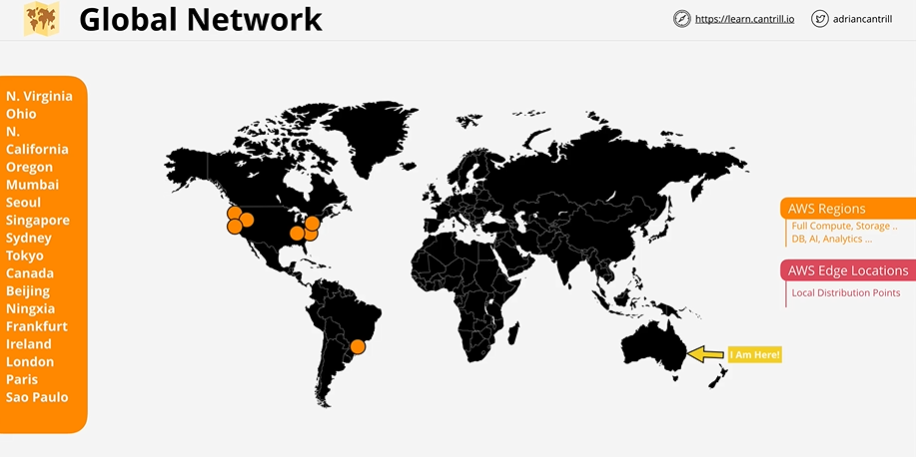 Global Network
https://learn.cantrill.io
adriancantrill
N. Virginia
Ohio
N.
California
Oregon
Mumbai
Seoul
Singapore
Sydney
Tokyo
Canada
Beijing
Ningxia
Frankfurt
Ireland
London
Paris
Sao Paulo
AWS Regions
Full Compute, Storage ..
DB, AI, Analytics ...
AWS Edge Locations
Local Distribution Points
I Am Here!